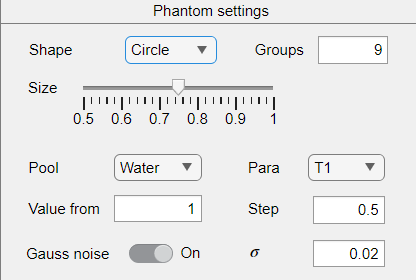 Phantom settings
Shape Circle Groups 9
Size
0.5 0.6 0.7 0.8 0.9 1
Pool Water Para T1
Value from 1 Step 0.5
Gauss noise On σ 0.02